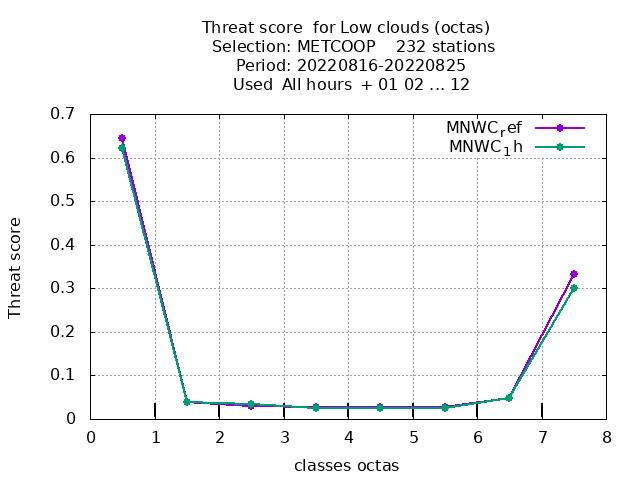 Threat score  for Low clouds (octas)
Selection: METCOOP    232 stations
Period: 20220816-20220825
Used  All hours  + 01 02 ... 12
MNWC_ref
MNWC_1h
0.7
0.6
0.5
0.4
0.3
0.2
0.1
0
0 1 2 3 4 5 6 7 8
Threat score
classes octas